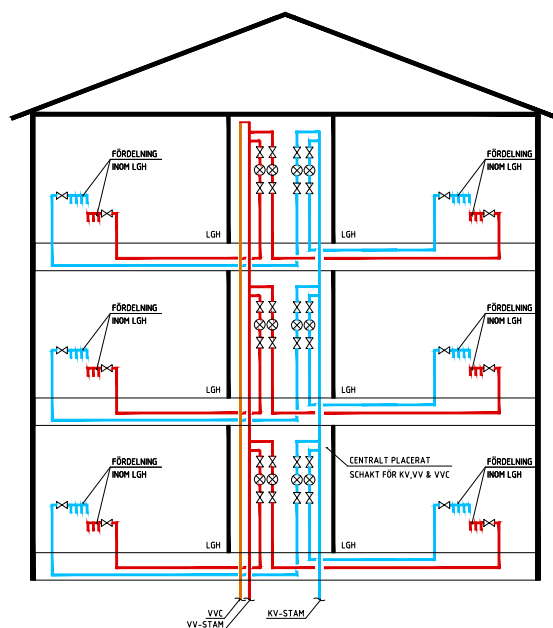 FÖRDELNING
INOM LGH
FÖRDELNING
INOM LGH
LGH
LGH
FÖRDELNING
INOM LGH
FÖRDELNING
INOM LGH
LGH
LGH
CENTRALT PLACERAT
SCHAKT FÖR KV,VV & VVC
FÖRDELNING
INOM LGH
FÖRDELNING
INOM LGH
LGH
LGH
VVC
VV-STAM
KV-STAM